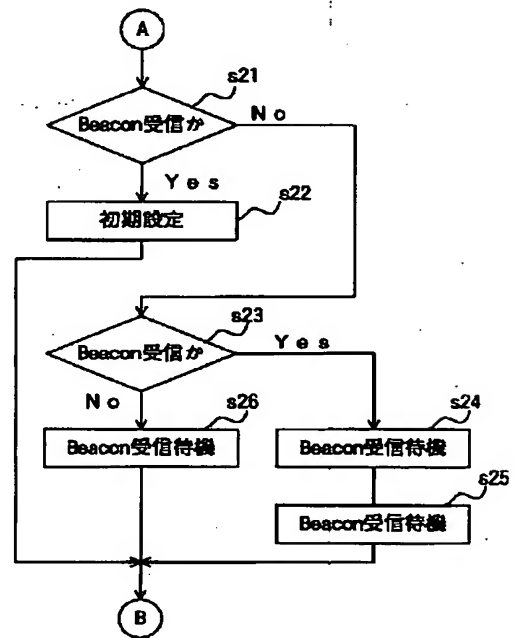 A
s21
Beacon受信か
No
Yes
s22
初期設定
s23
Beacon受信か
Yes
No
s26
s24
Beacon受信待機
Beacon受信待機
s25
Beacon受信待機
B